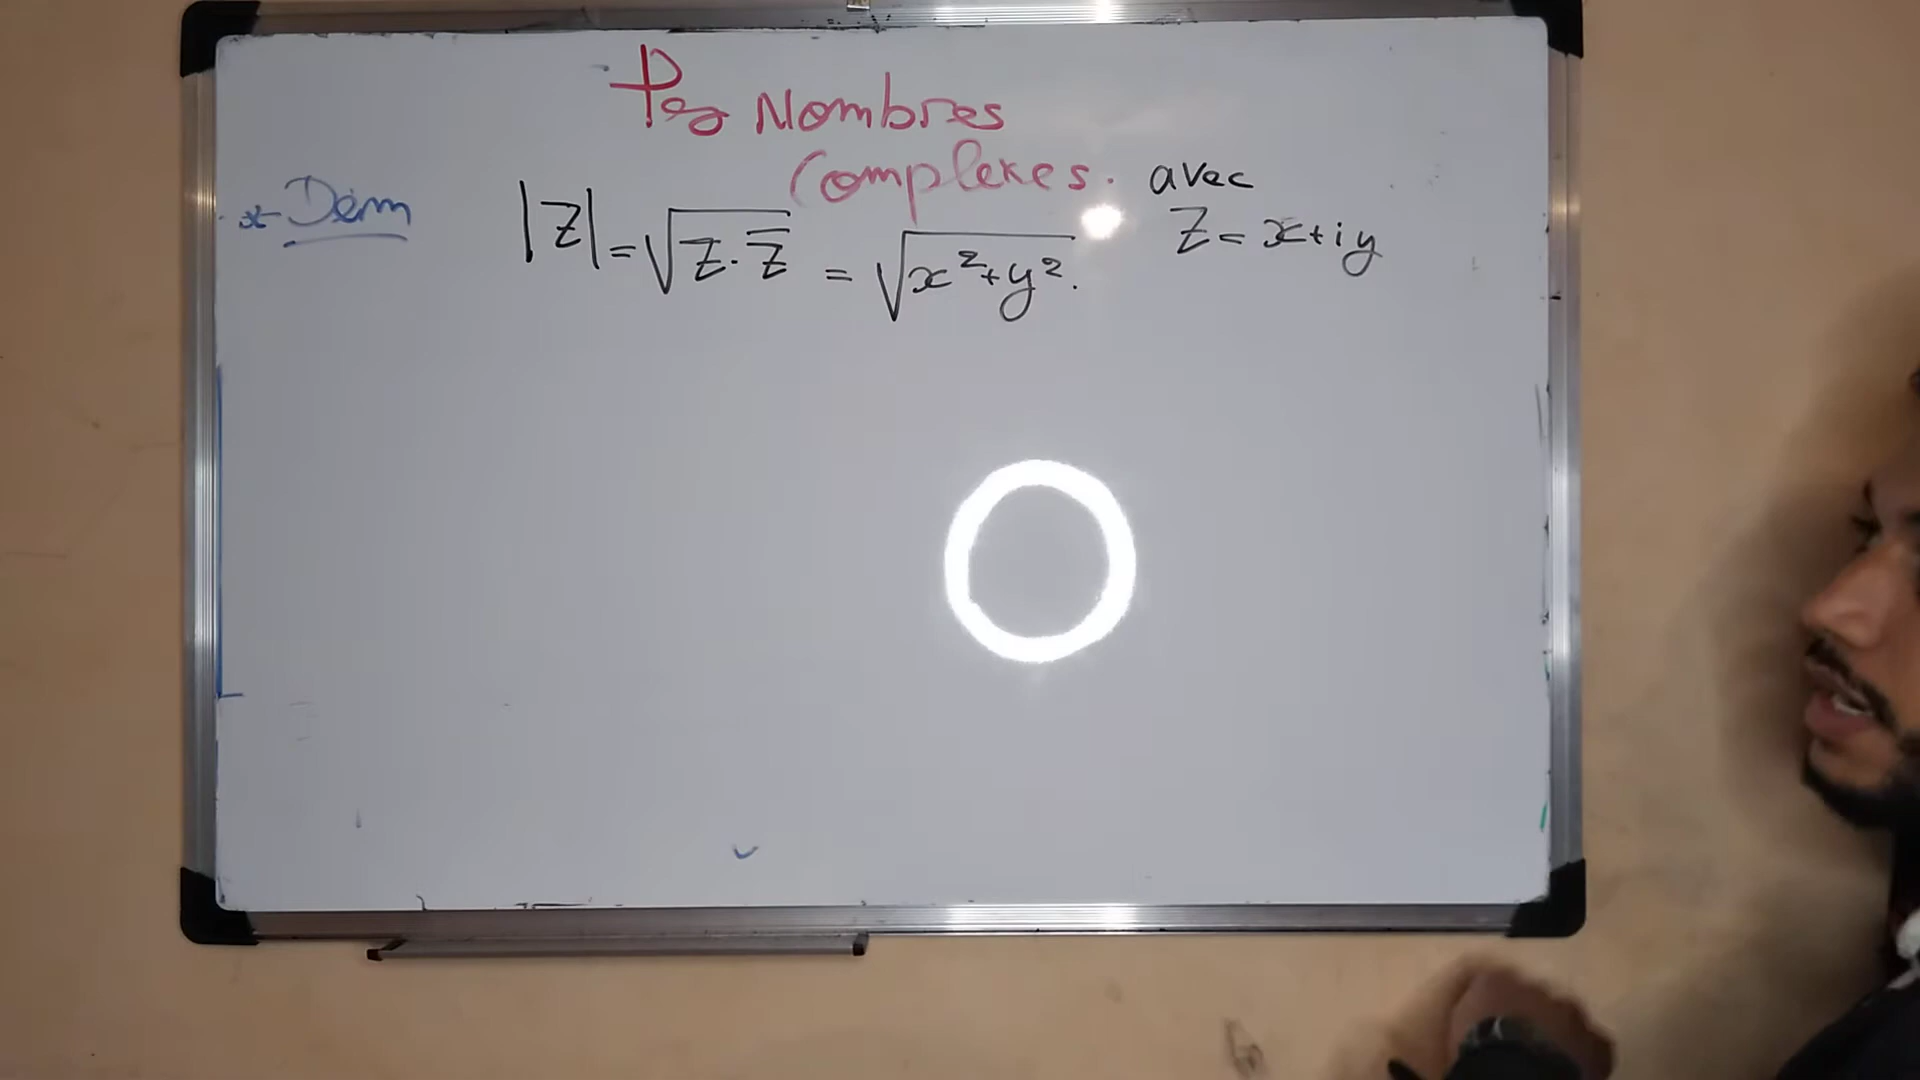 Les Nombres
Complexes.
* Dém
|Z| = √(Z.Z̅) = √(x²+y²).
avec
Z = x+iy